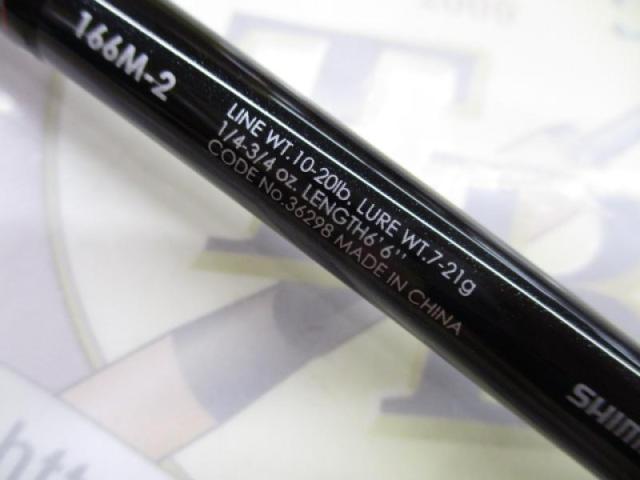 166M-2
LINE WT.10-20lb. LURE WT.7-21g
1/4-3/4 oz. LENGTH6'6"
CODE No.36298 MADE IN CHINA